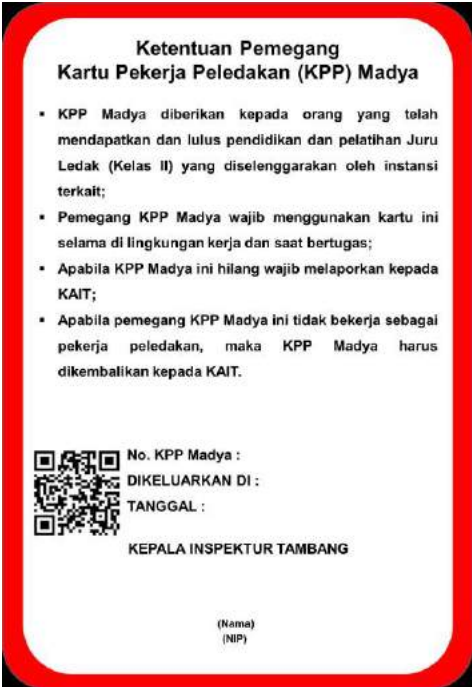 Ketentuan Pemegang
Kartu Pekerja Peledakan (KPP) Madya
▪ KPP Madya diberikan kepada orang yang telah
mendapatkan dan lulus pendidikan dan pelatihan Juru
Ledak (Kelas II) yang diselenggarakan oleh instansi
terkait;
▪ Pemegang KPP Madya wajib menggunakan kartu ini
selama di lingkungan kerja dan saat bertugas;
▪ Apabila KPP Madya ini hilang wajib melaporkan kepada
KAIT;
▪ Apabila pemegang KPP Madya ini tidak bekerja sebagai
pekerja peledakan, maka KPP Madya harus
dikembalikan kepada KAIT.
No. KPP Madya :
DIKELUARKAN DI :
TANGGAL :
KEPALA INSPEKTUR TAMBANG
(Nama)
(NIP)